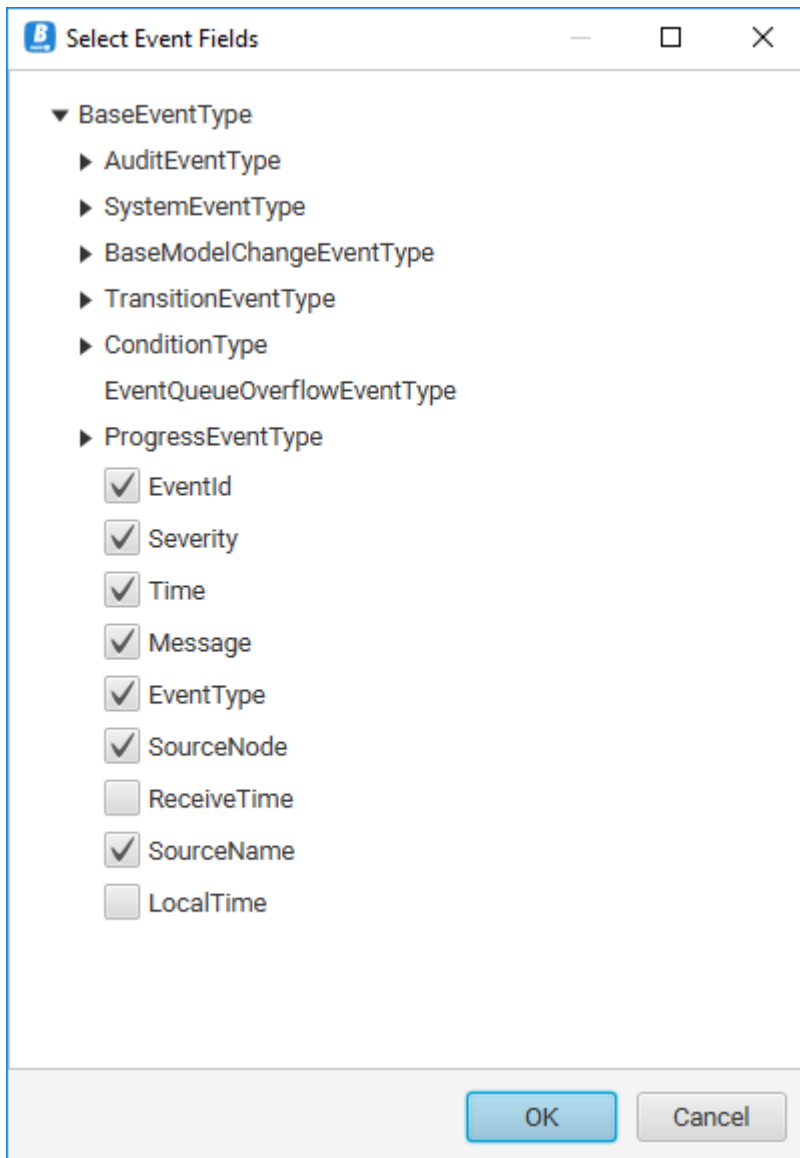 Select Event Fields
BaseEventType
AuditEventType
SystemEventType
BaseModelChangeEventType
TransitionEventType
ConditionType
EventQueueOverflowEventType
ProgressEventType
EventId
Severity
Time
Message
EventType
SourceNode
ReceiveTime
SourceName
LocalTime
OK Cancel